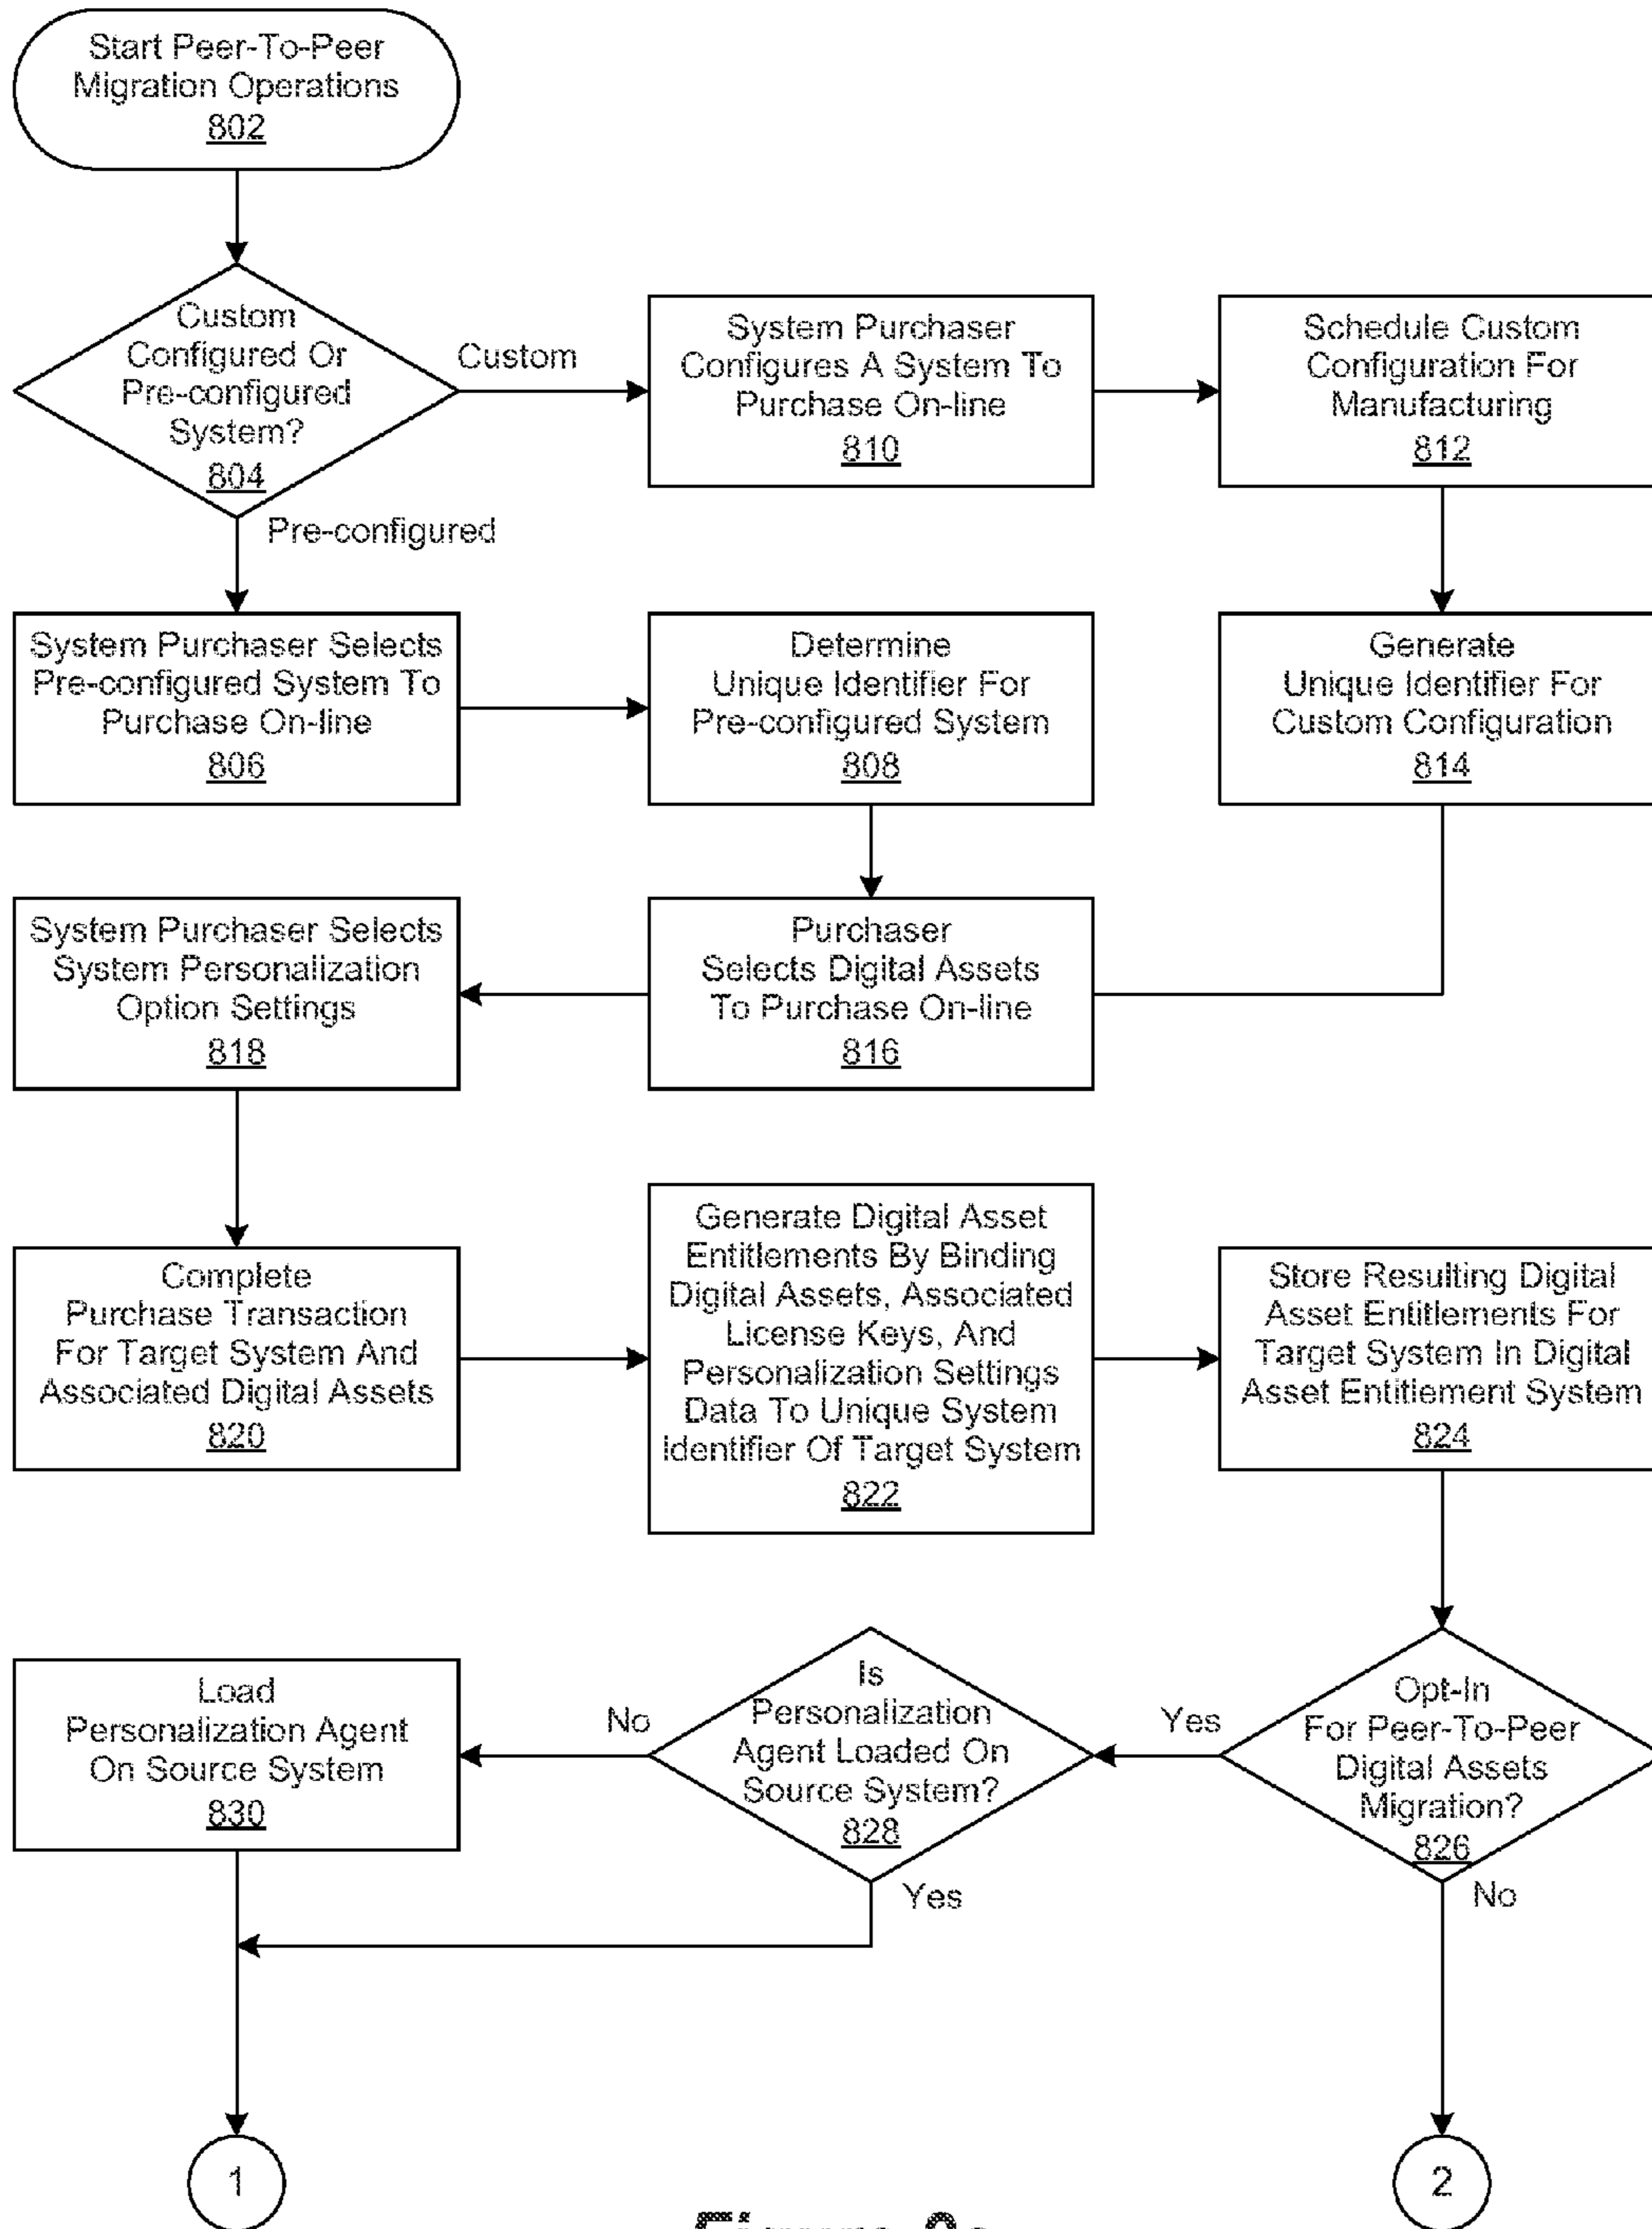 Start Peer-To-Peer
Migration Operations
802
Custom
Configured Or
Pre-configured
System?
804
Custom
Pre-configured
System Purchaser
Configures A System To
Purchase On-line
810
Schedule Custom
Configuration For
Manufacturing
812
System Purchaser Selects
Pre-configured System To
Purchase On-line
806
Determine
Unique Identifier For
Pre-configured System
808
Generate
Unique Identifier For
Custom Configuration
814
System Purchaser Selects
System Personalization
Option Settings
818
Purchaser
Selects Digital Assets
To Purchase On-line
816
Complete
Purchase Transaction
For Target System And
Associated Digital Assets
820
Generate Digital Asset
Entitlements By Binding
Digital Assets, Associated
License Keys, And
Personalization Settings
Data To Unique System
Identifier Of Target System
822
Store Resulting Digital
Asset Entitlements For
Target System In Digital
Asset Entitlement System
824
Load
Personalization Agent
On Source System
830
No
Is
Personalization
Agent Loaded On
Source System?
828
Yes
Yes
Opt-In
For Peer-To-Peer
Digital Assets
Migration?
826
No
1
2